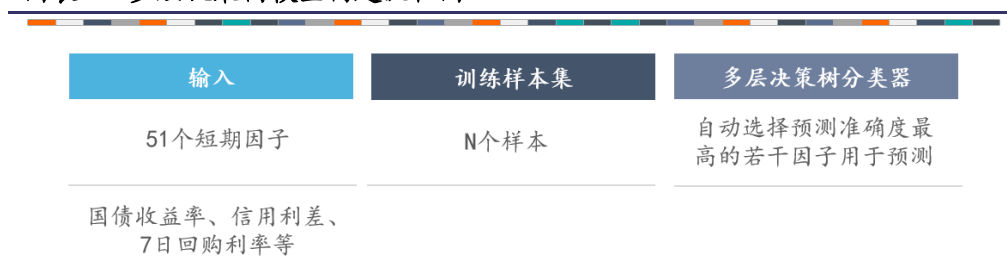 输入
训练样本集
多层决策树分类器
51个短期因子
N个样本
自动选择预测准确度最
高的若干因子用于预测
国债收益率、信用利差、
7日回购利率等